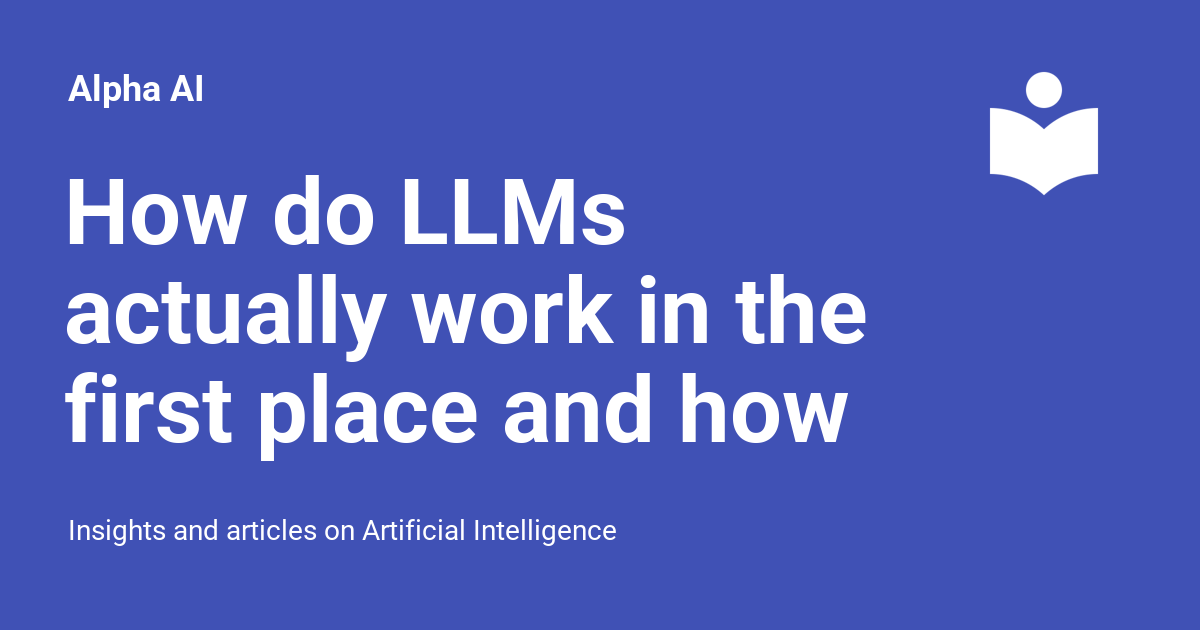 Alpha AI
How do LLMs
actually work in the
first place and how
Insights and articles on Artificial Intelligence